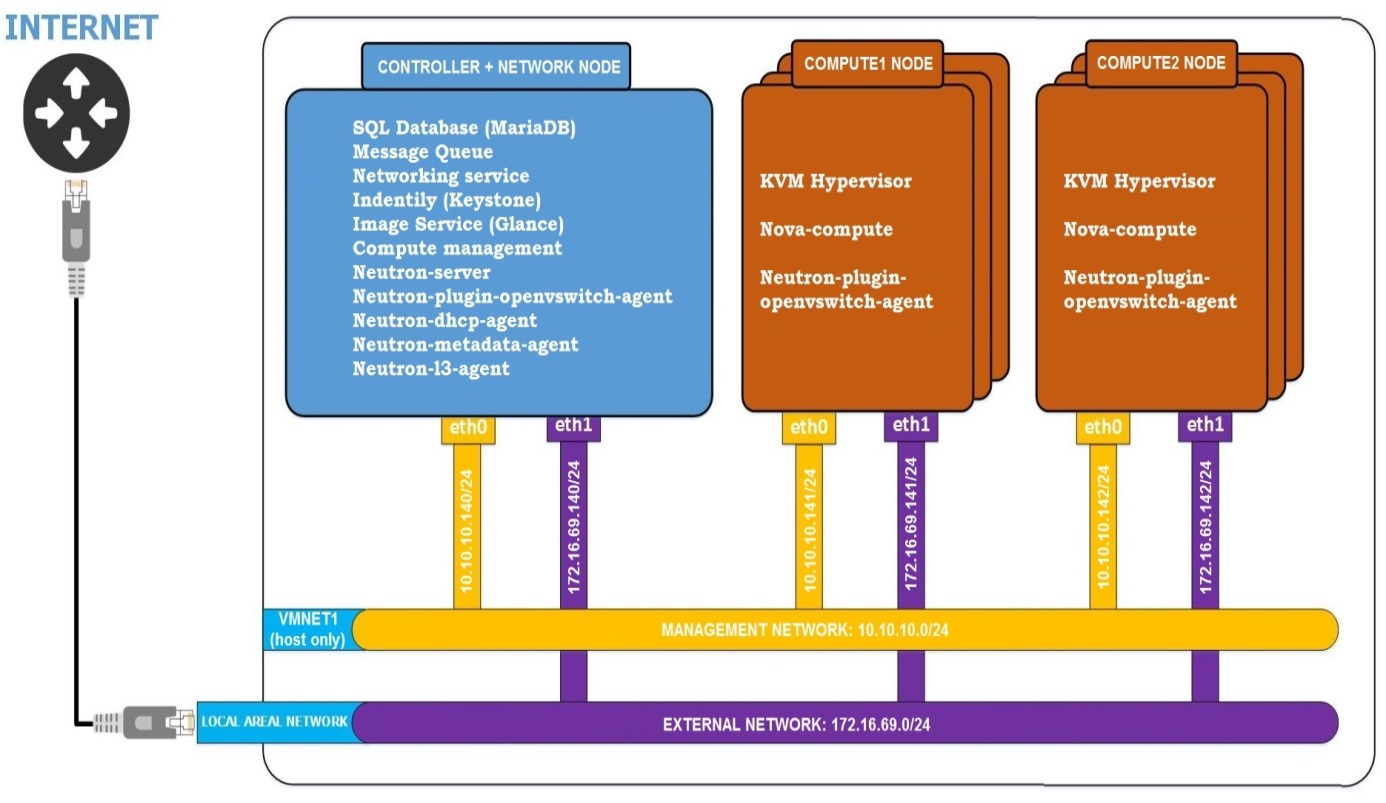 INTERNET
CONTROLLER + NETWORK NODE
SQL Database (MariaDB)
Message Queue
Networking service
Indentily (Keystone)
Image Service (Glance)
Compute management
Neutron-server
Neutron-plugin-openvswitch-agent
Neutron-dhcp-agent
Neutron-metadata-agent
Neutron-l3-agent
eth0
eth1
10.10.10.140/24
172.16.69.140/24
COMPUTE1 NODE
KVM Hypervisor
Nova-compute
Neutron-plugin-
openvswitch-agent
eth0
eth1
10.10.10.141/24
172.16.69.141/24
COMPUTE2 NODE
KVM Hypervisor
Nova-compute
Neutron-plugin-
openvswitch-agent
eth0
eth1
10.10.10.142/24
172.16.69.142/24
VMNET1
(host only)
MANAGEMENT NETWORK: 10.10.10.0/24
LOCAL AREAL NETWORK
EXTERNAL NETWORK: 172.16.69.0/24